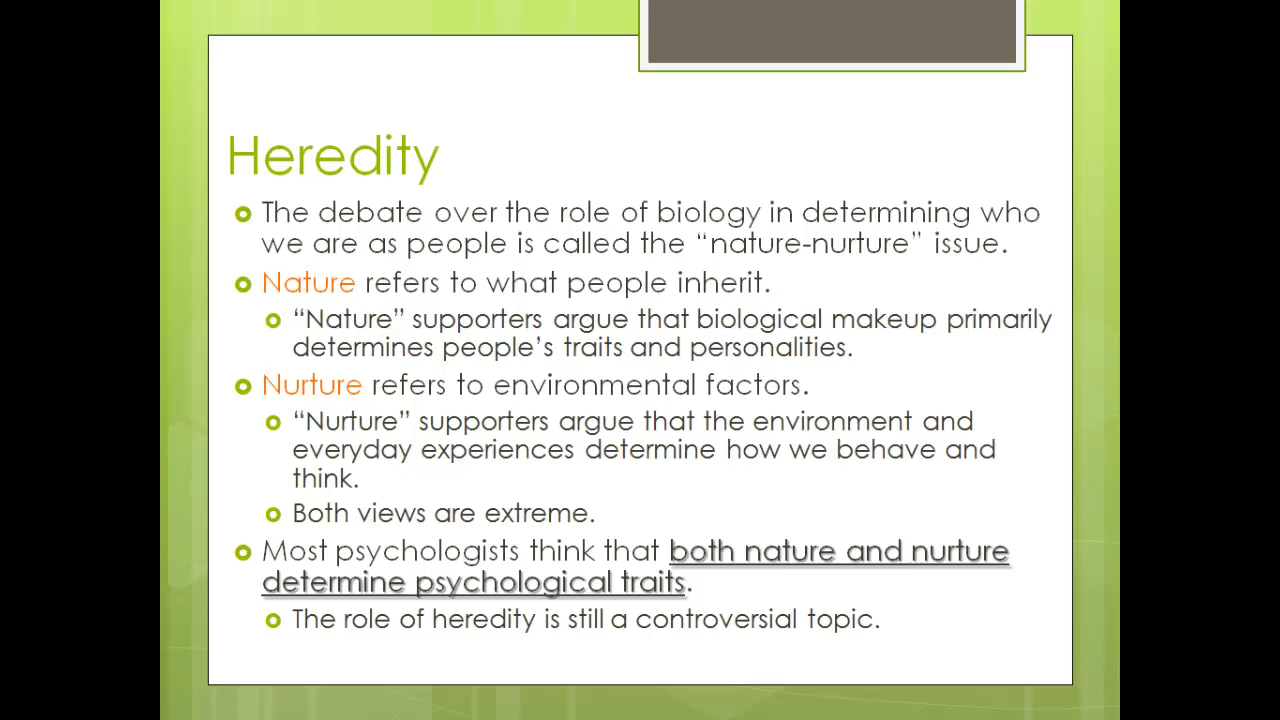 Heredity
The debate over the role of biology in determining who
we are as people is called the “nature-nurture” issue.
Nature refers to what people inherit.
“Nature” supporters argue that biological makeup primarily
determines people’s traits and personalities.
Nurture refers to environmental factors.
“Nurture” supporters argue that the environment and
everyday experiences determine how we behave and
think.
Both views are extreme.
Most psychologists think that both nature and nurture
determine psychological traits.
The role of heredity is still a controversial topic.